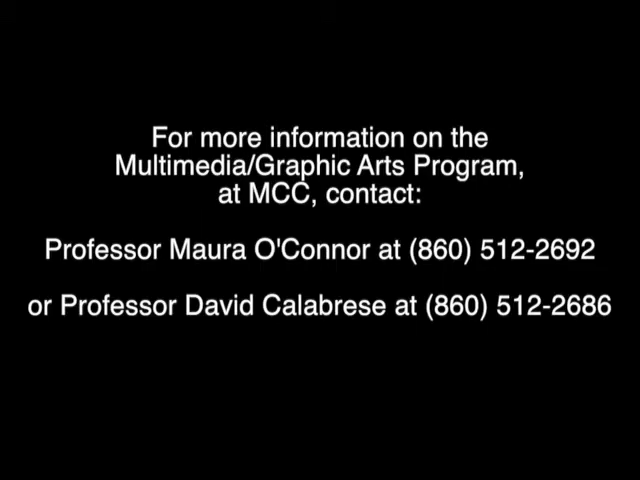 For more information on the
Multimedia/Graphic Arts Program,
at MCC, contact:
Professor Maura O'Connor at (860) 512-2692
or Professor David Calabrese at (860) 512-2686